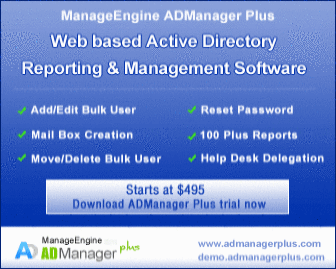 ManageEngine ADManager Plus
Web based Active Directory
Reporting & Management Software
Add/Edit Bulk User
Reset Password
Mail Box Creation
100 Plus Reports
Move/Delete Bulk User
Help Desk Delegation
Starts at $495
Download ADManager Plus trial now
ManageEngine
ADManager plus
www.admanagerplus.com
demo.admanagerplus.com